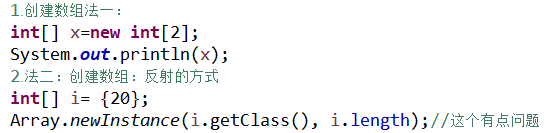 1.创建数组法一：
int[] x=new int[2];
System.out.println(x);
2.法二：创建数组：反射的方式
int[] i= {20};
Array.newInstance(i.getClass(), i.length);//这个有点问题